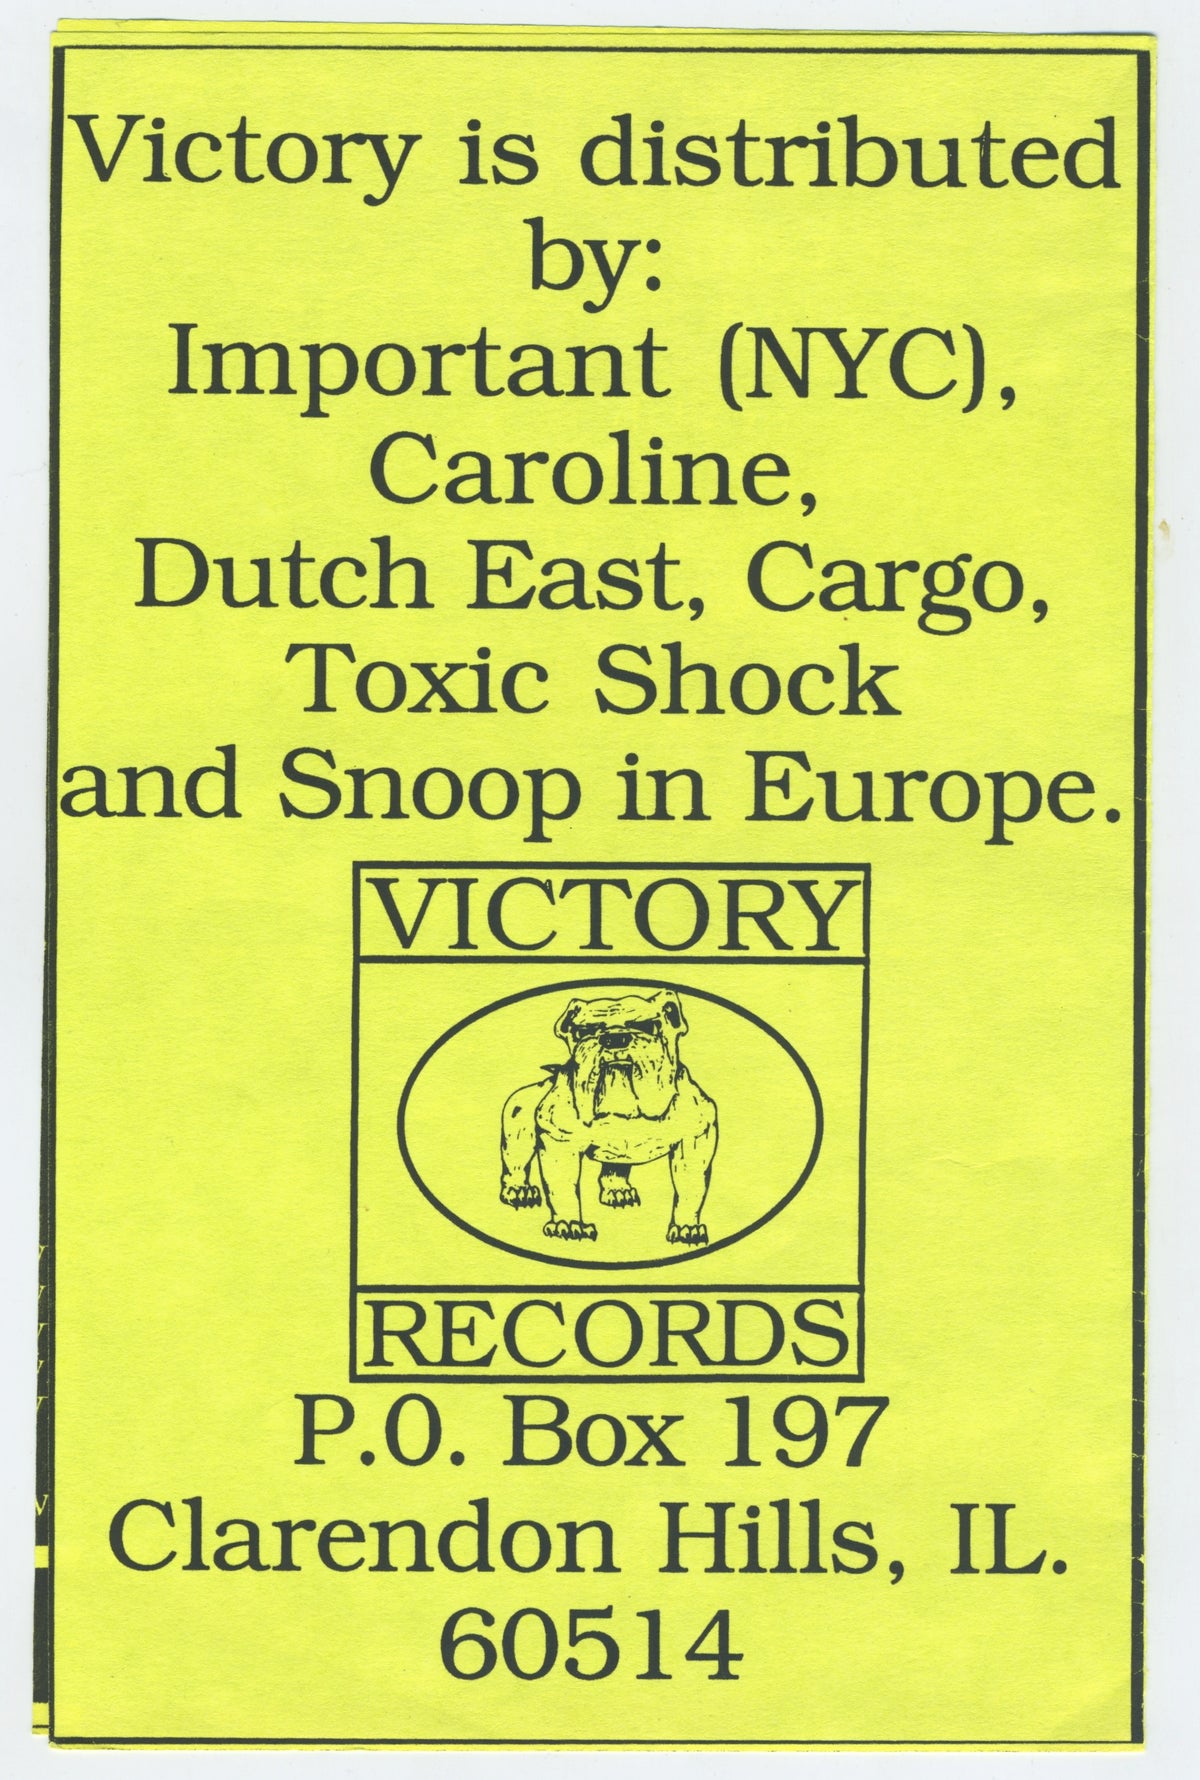 Victory is distributed
by:
Important (NYC),
Caroline,
Dutch East, Cargo,
Toxic Shock
and Snoop in Europe.
VICTORY
RECORDS
P.O. Box 197
Clarendon Hills, IL.
60514